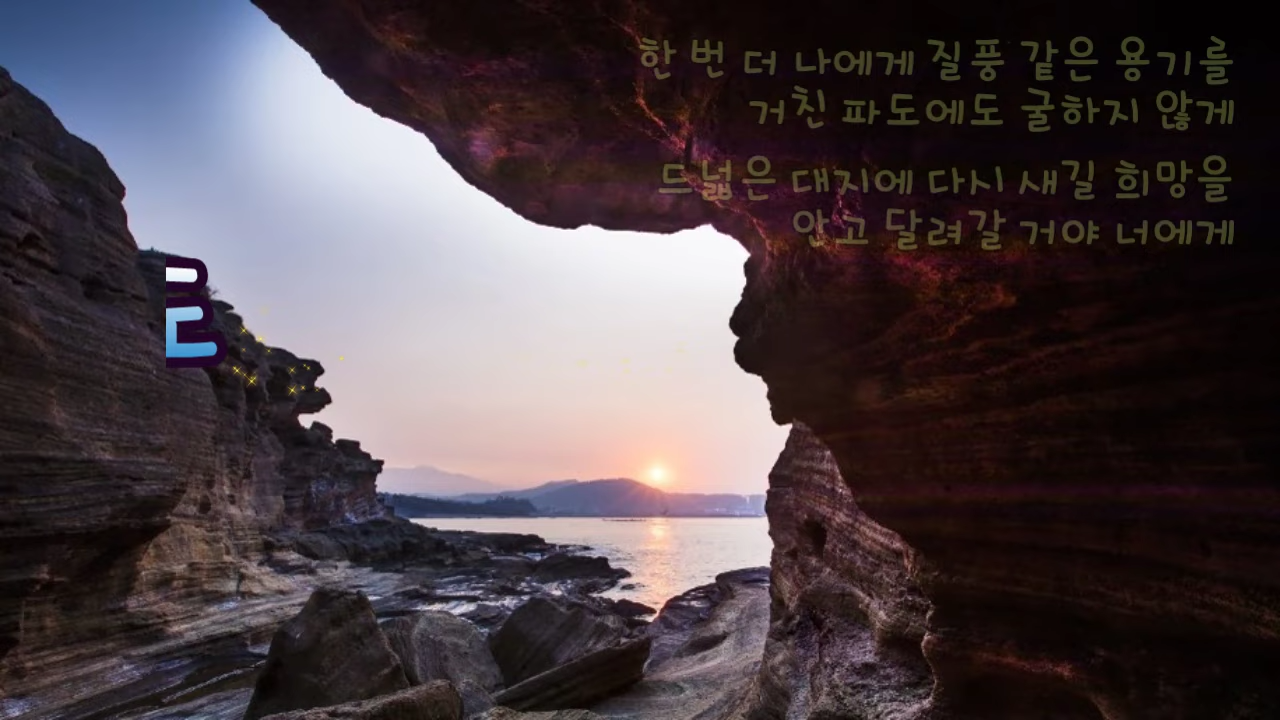 한 번 더 나에게 질풍 같은 용기를
거친 파도에도 굴하지 않게
드넓은 대지에 다시 새길 희망을
안고 달려갈 거야 너에게